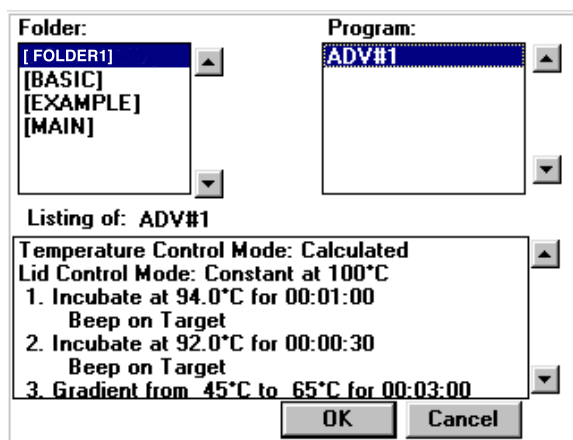 Folder:
Program:
[ FOLDER1]
[BASIC]
[EXAMPLE]
[MAIN]
ADV#1
Listing of: ADV#1
Temperature Control Mode: Calculated
Lid Control Mode: Constant at 100°C
1. Incubate at 94.0°C for 00:01:00
Beep on Target
2. Incubate at 92.0°C for 00:00:30
Beep on Target
3. Gradient from 45°C to 65°C for 00:03:00
OK
Cancel